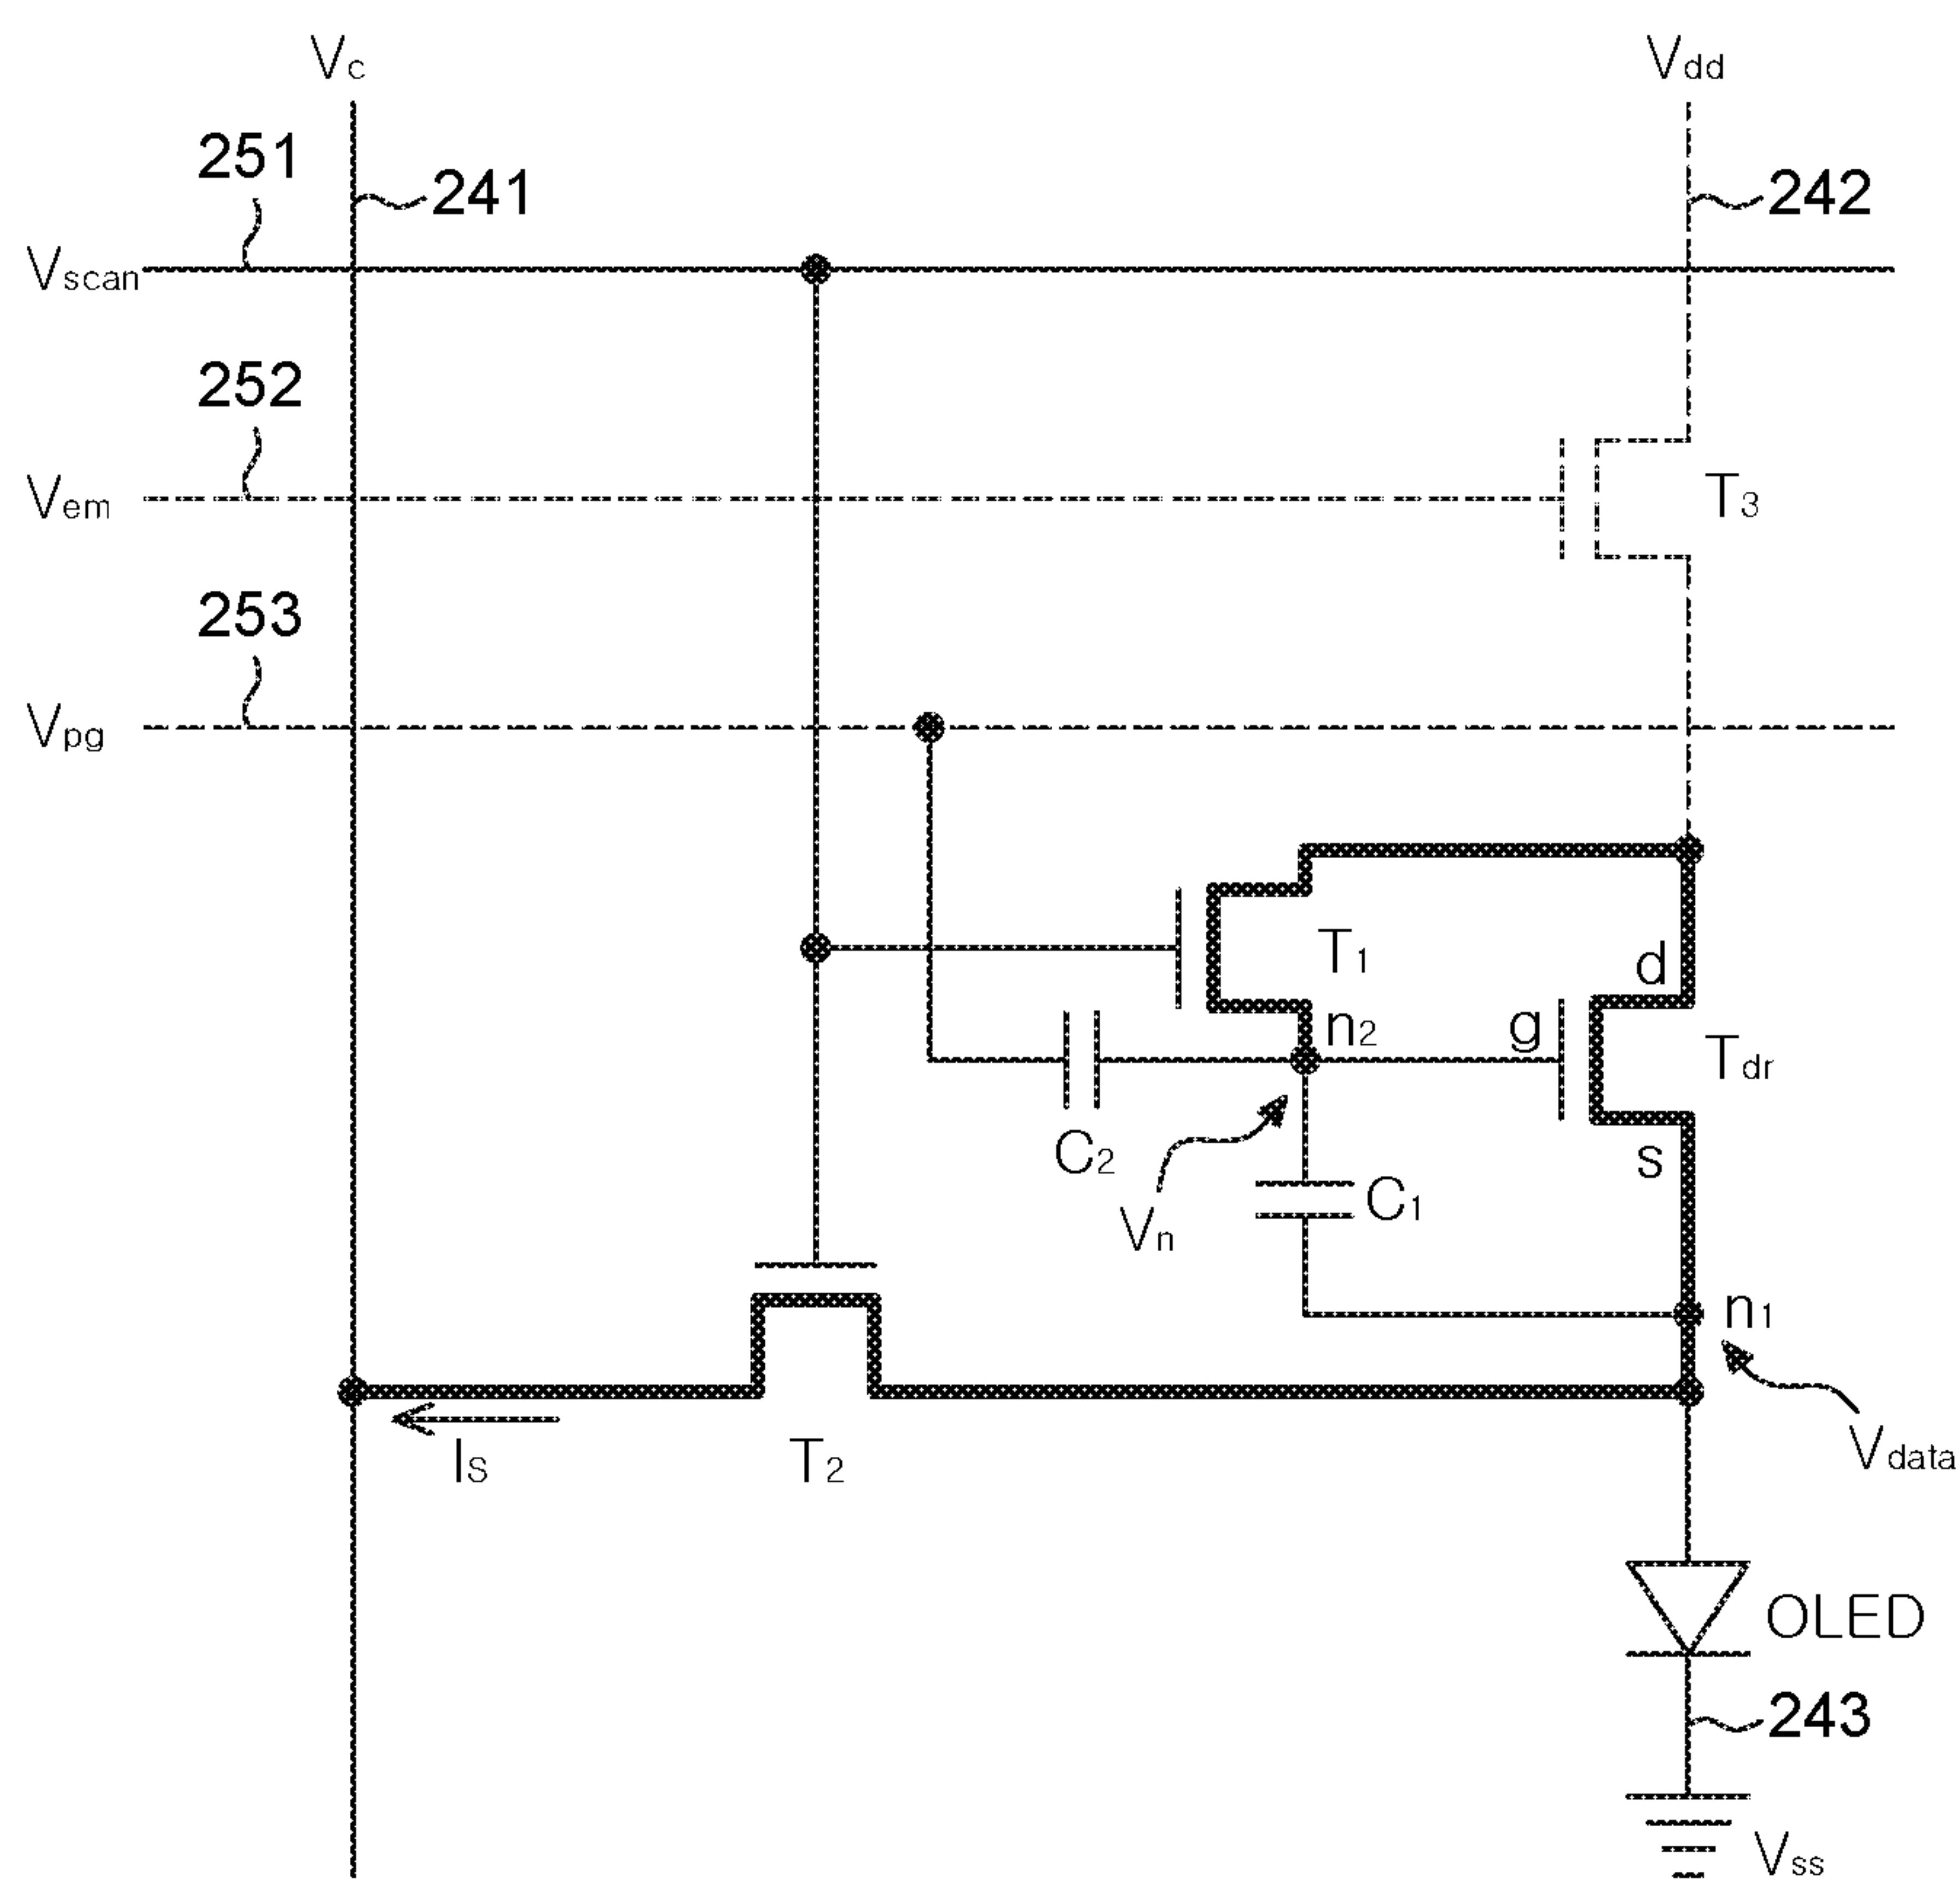 Vc
Vdd
251
241
242
Vscan
252
Vem
T3
253
Vpg
T1
d
n2
g
Tdr
C2
s
C1
Vn
n1
Is
T2
Vdata
OLED
243
Vss